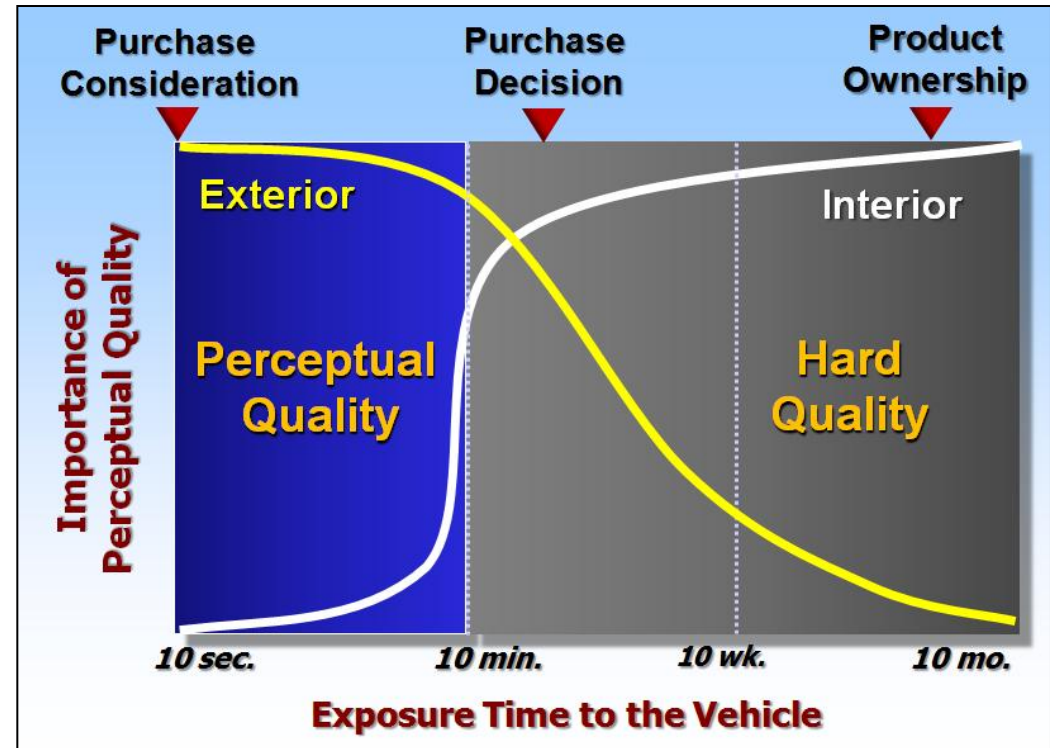 Purchase
Consideration
Purchase
Decision
Product
Ownership
Exterior
Interior
Perceptual
Quality
Hard
Quality
Importance of
Perceptual Quality
10 sec.
10 min.
10 wk.
10 mo.
Exposure Time to the Vehicle